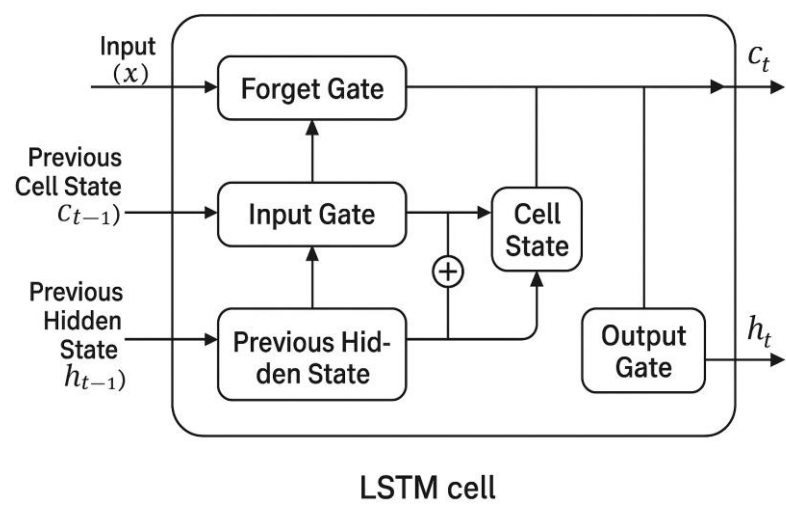 Input
(x)
Forget Gate
c_t
Previous
Cell State
c_{t−1})
Input Gate
Cell
State
+
Previous
Hidden
State
h_{t−1})
Previous Hid-
den State
Output
Gate
h_t
LSTM cell